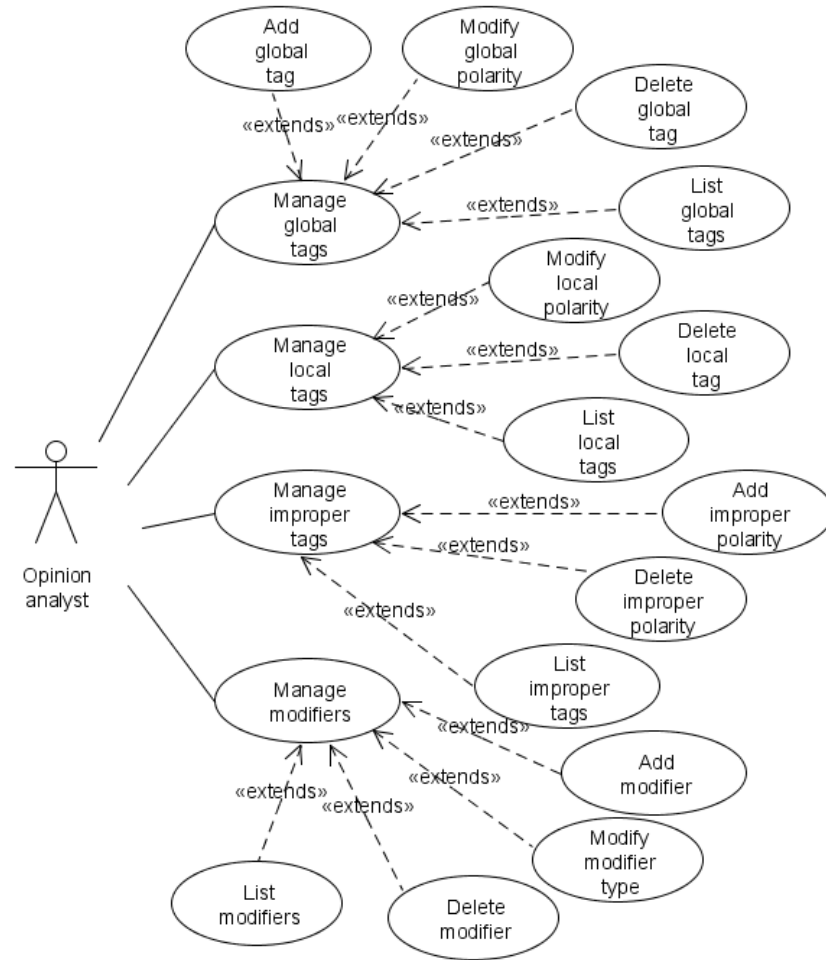 Add
global
tag
Modify
global
polarity
Delete
global
tag
«extends»
«extends»
«extends»
List
global
tags
«extends»
Manage
global
tags
Modify
local
polarity
«extends»
Delete
local
tag
«extends»
Manage
local
tags
«extends»
List
local
tags
Manage
improper
tags
«extends»
Add
improper
polarity
«extends»
Delete
improper
polarity
Opinion
analyst
«extends»
List
improper
tags
Manage
modifiers
«extends»
Add
modifier
«extends»
«extends»
«extends»
Modify
modifier
type
List
modifiers
Delete
modifier